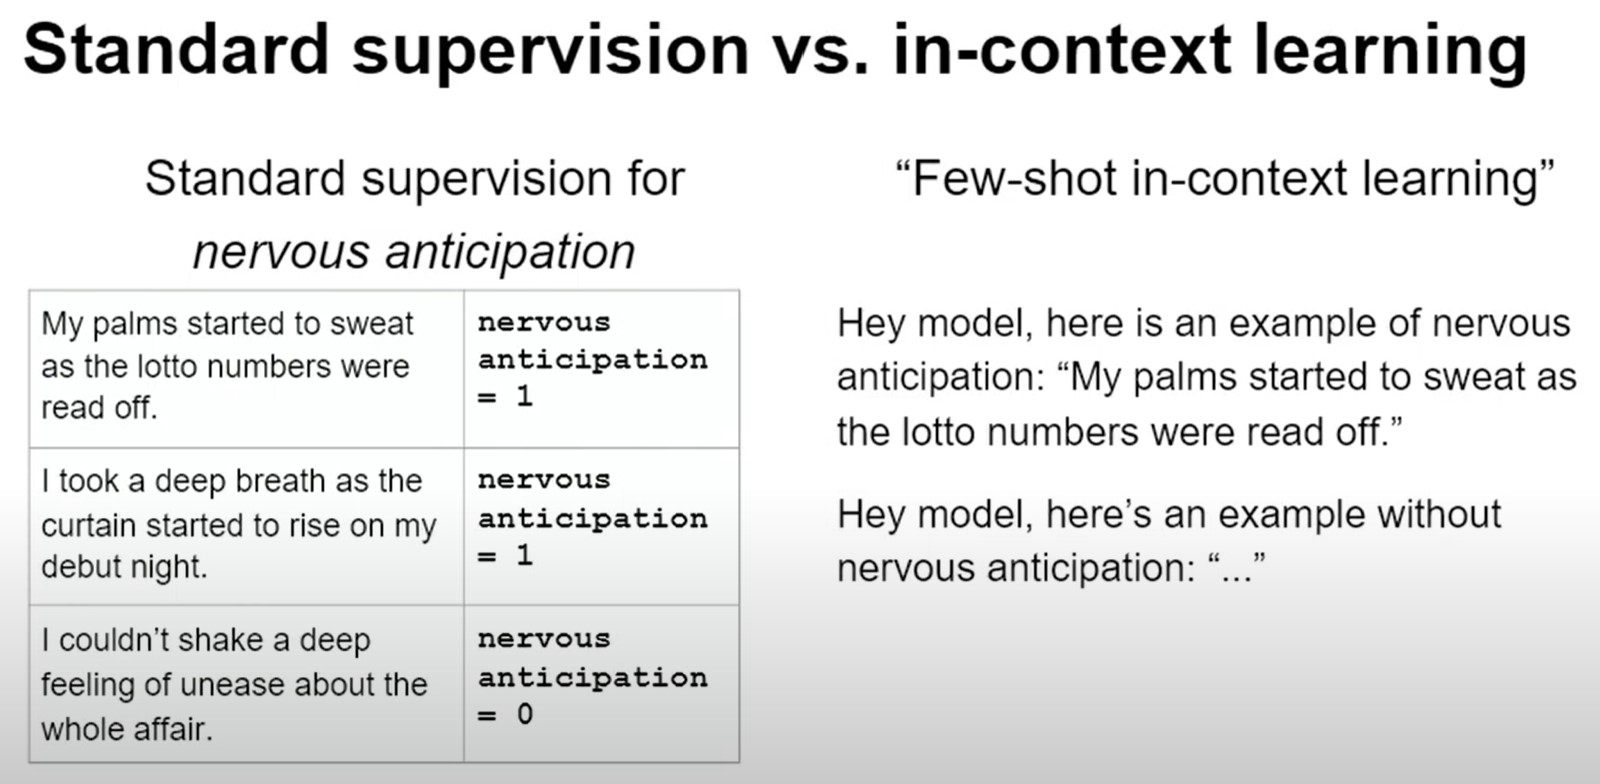 Standard supervision vs. in-context learning
Standard supervision for
nervous anticipation
My palms started to sweat
as the lotto numbers were
read off.
nervous
anticipation
= 1
I took a deep breath as the
curtain started to rise on my
debut night.
nervous
anticipation
= 1
I couldn’t shake a deep
feeling of unease about the
whole affair.
nervous
anticipation
= 0
“Few-shot in-context learning”
Hey model, here is an example of nervous
anticipation: “My palms started to sweat as
the lotto numbers were read off.”
Hey model, here’s an example without
nervous anticipation: “...”